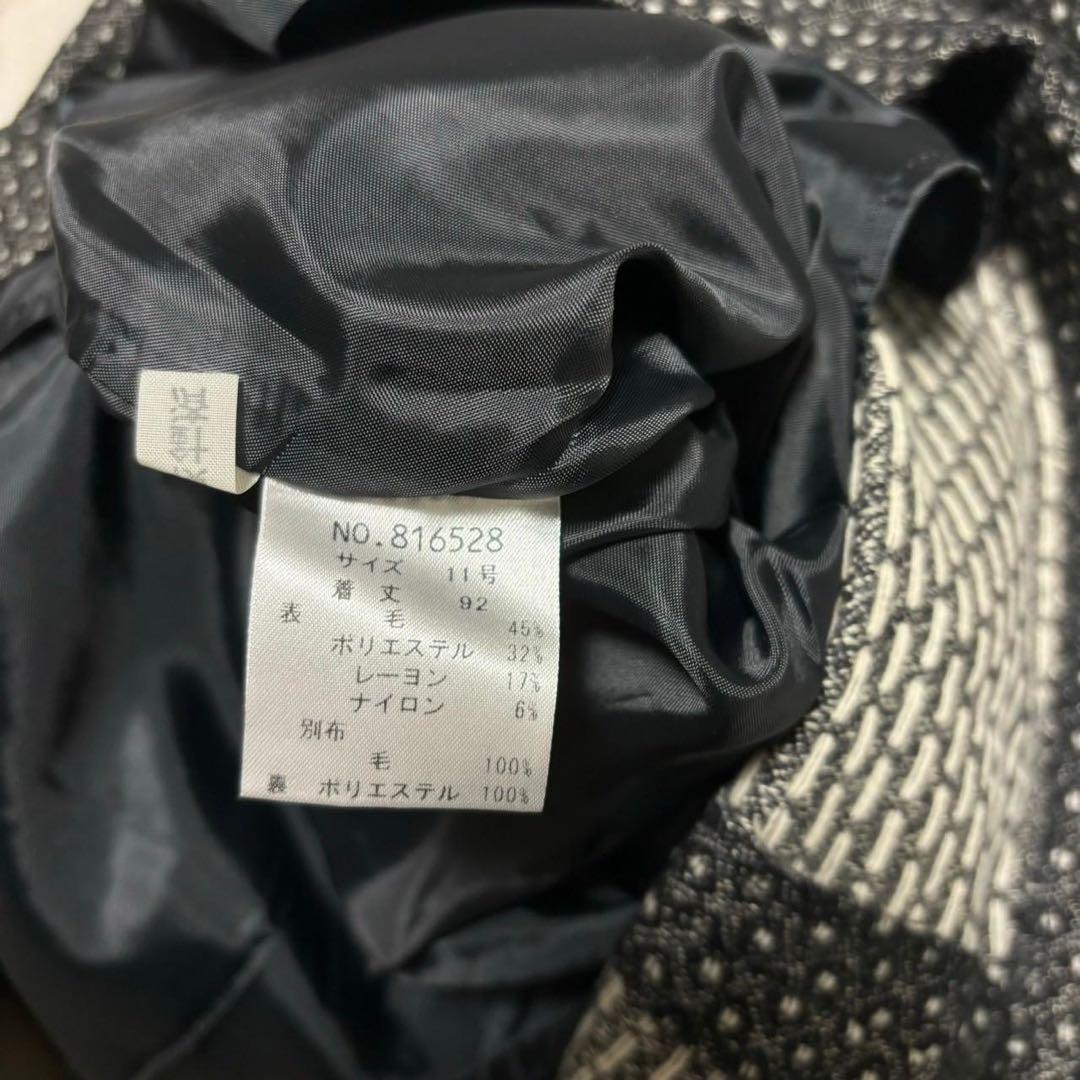 NO.816528
サイズ 11号
着丈 92
表 毛 45%
ポリエステル 32%
レーヨン 17%
ナイロン 6%
別布
毛 100%
裏 ポリエステル 100%